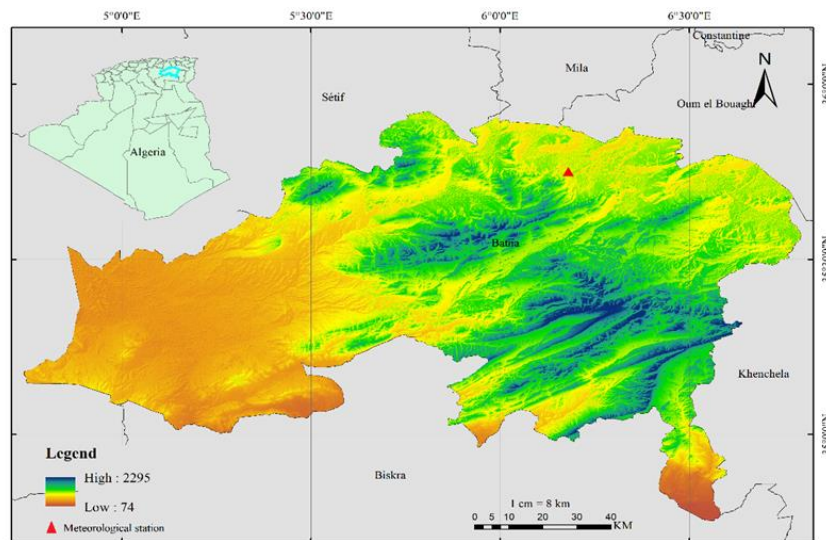 5°0'0"E 5°30'0"E 6°0'0"E 6°30'0"E
Constantine
N
Mila
Sétif
Oum el Bouaghi
Algeria
Batna
Khenchela
Biskra
Legend
High : 2295
Low : 74
Meteorological station
1 cm = 8 km
0 5 10 20 30 40
KM